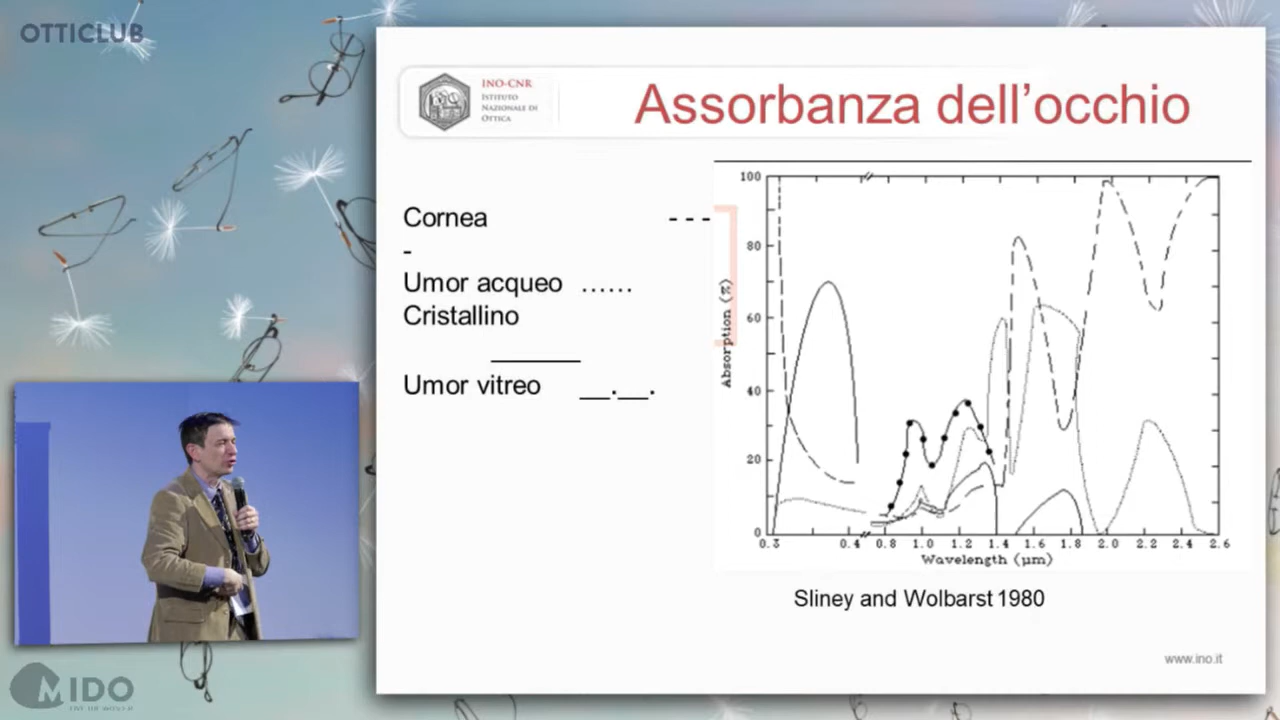 OTTICLUB
INO-CNR
ISTITUTO
NAZIONALE DI
OTTICA
Assorbanza dell'occhio
Cornea - - -
-
Umor acqueo ……
Cristallino
______
Umor vitreo __.__.
100
80
60
40
20
0
Absorption (%)
0.3 0.4 0.8 1.0 1.2 1.4 1.6 1.8 2.0 2.2 2.4 2.6
Wavelength (µm)
Sliney and Wolbarst 1980
www.ino.it
MIDO